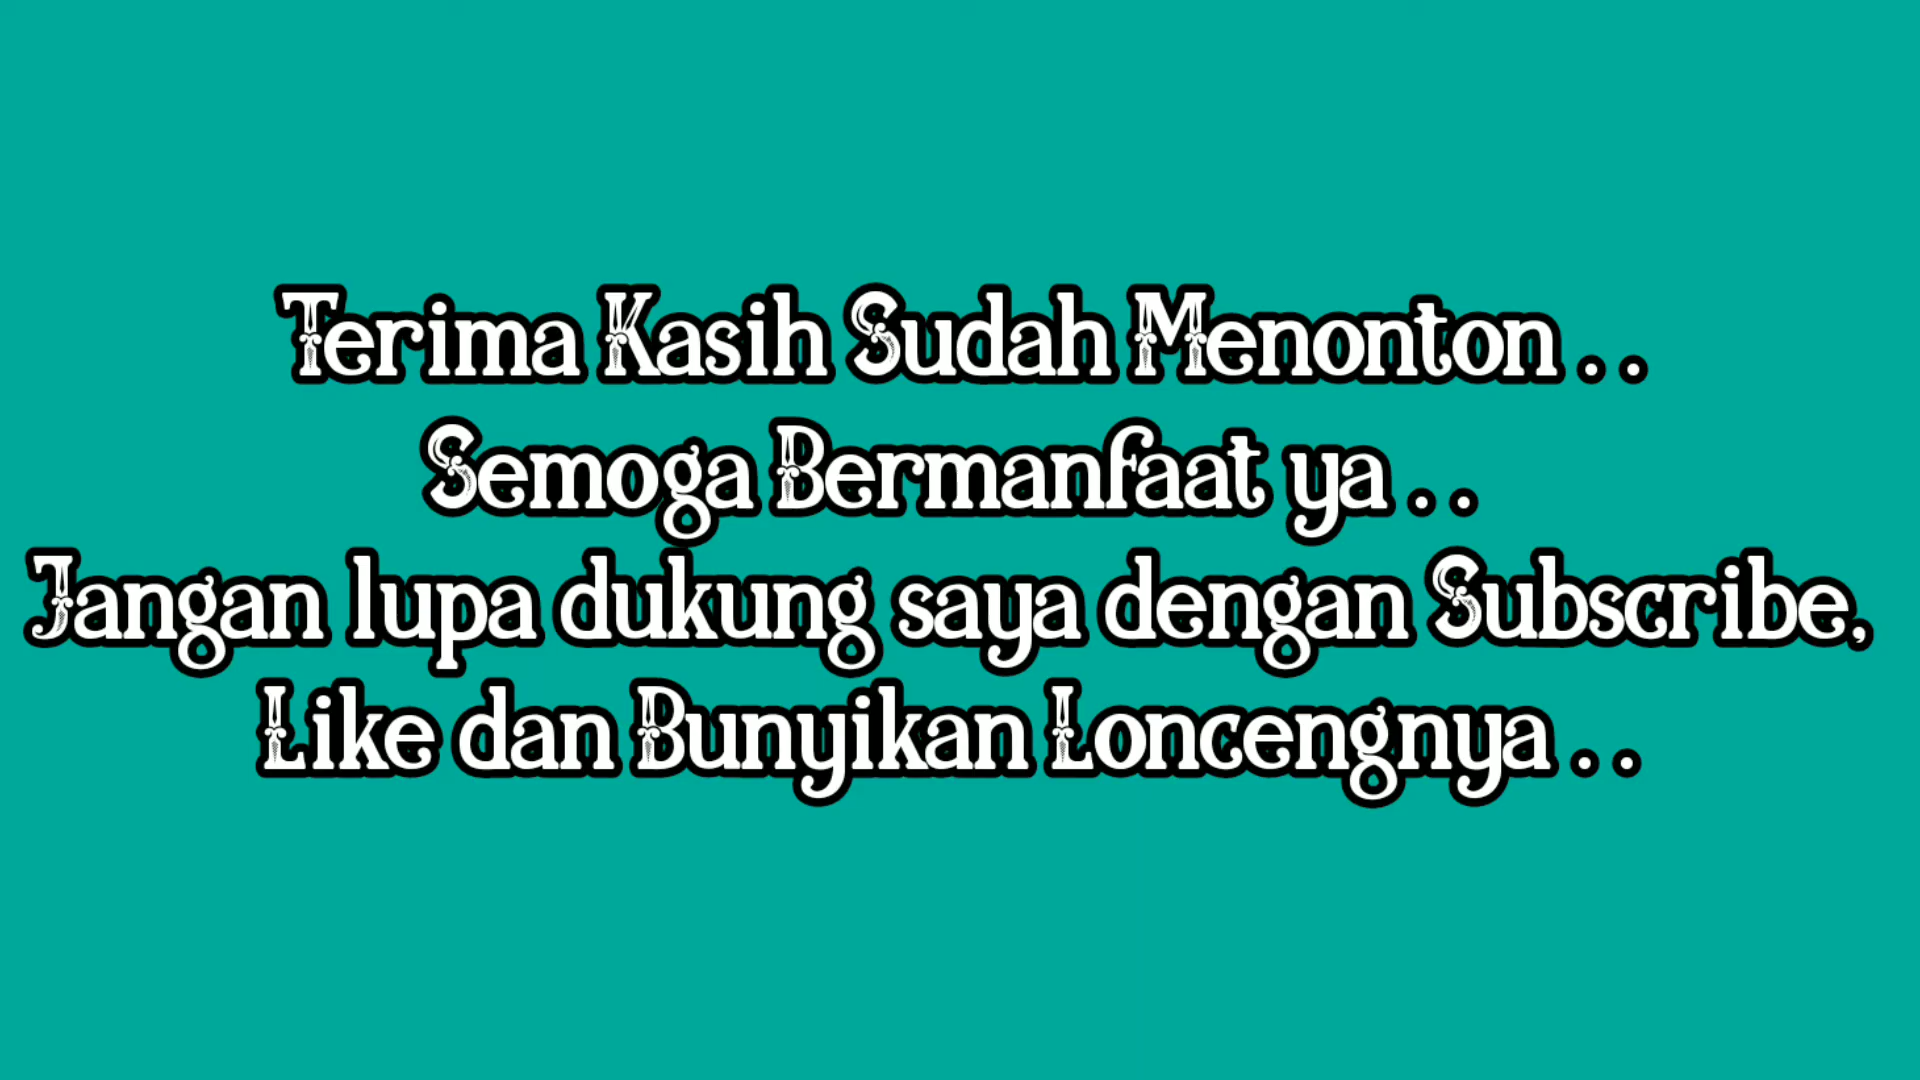 Terima Kasih Sudah Menonton . .
Semoga Bermanfaat ya . .
Jangan lupa dukung saya dengan Subscribe,
Like dan Bunyikan Loncengnya . .